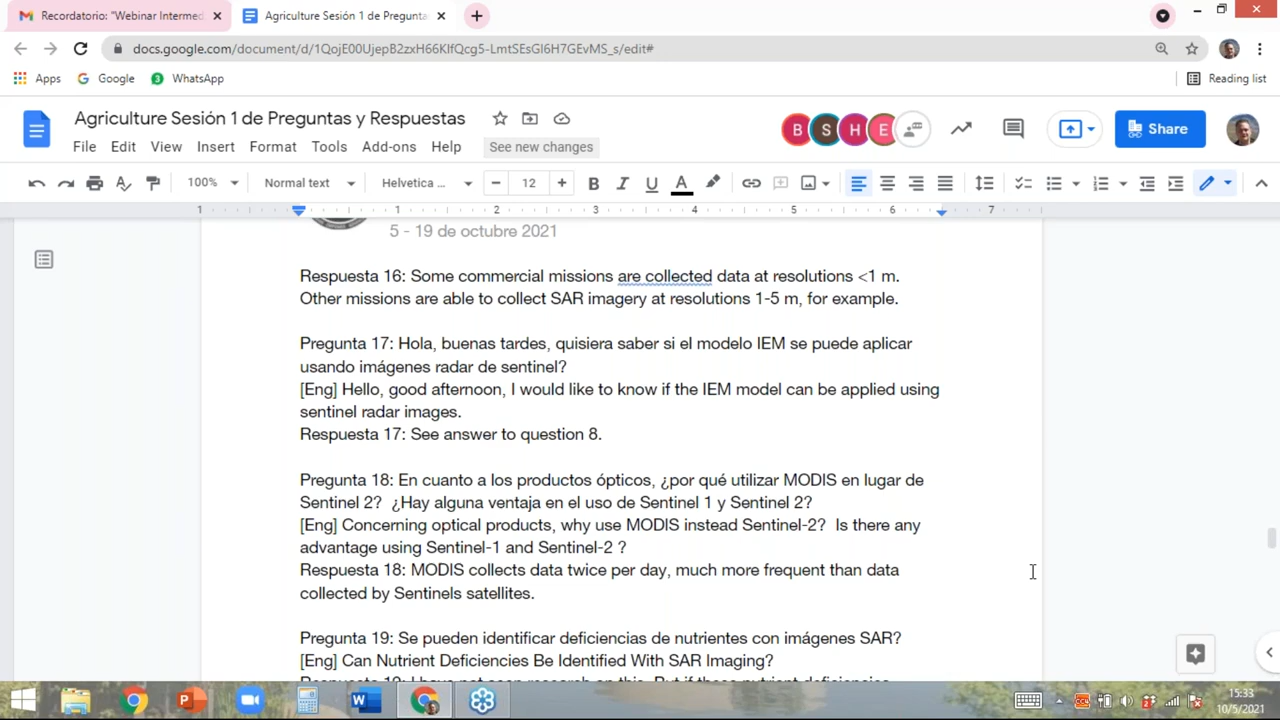 Recordatorio: "Webinar Intermed
Agriculture Sesión 1 de Pregunta
docs.google.com/document/d/1QojE00UjepB2zxH66KIfQcg5-LmtSEsGl6H7GEvMS_s/edit#
Apps
Google
3
WhatsApp
Reading list
Agriculture Sesión 1 de Preguntas y Respuestas
B
S
H
E
Share
File Edit View Insert Format Tools Add-ons Help
See new changes
100%
Normal text
Helvetica ...
12
B I U A
1 1 2 3 4 5 6 7
5 - 19 de octubre 2021
Respuesta 16: Some commercial missions are collected data at resolutions <1 m.
Other missions are able to collect SAR imagery at resolutions 1-5 m, for example.
Pregunta 17: Hola, buenas tardes, quisiera saber si el modelo IEM se puede aplicar
usando imágenes radar de sentinel?
[Eng] Hello, good afternoon, I would like to know if the IEM model can be applied using
sentinel radar images.
Respuesta 17: See answer to question 8.
Pregunta 18: En cuanto a los productos ópticos, ¿por qué utilizar MODIS en lugar de
Sentinel 2? ¿Hay alguna ventaja en el uso de Sentinel 1 y Sentinel 2?
[Eng] Concerning optical products, why use MODIS instead Sentinel-2? Is there any
advantage using Sentinel-1 and Sentinel-2 ?
Respuesta 18: MODIS collects data twice per day, much more frequent than data
collected by Sentinels satellites.
Pregunta 19: Se pueden identificar deficiencias de nutrientes con imágenes SAR?
[Eng] Can Nutrient Deficiencies Be Identified With SAR Imaging?
15:33
10/5/2021